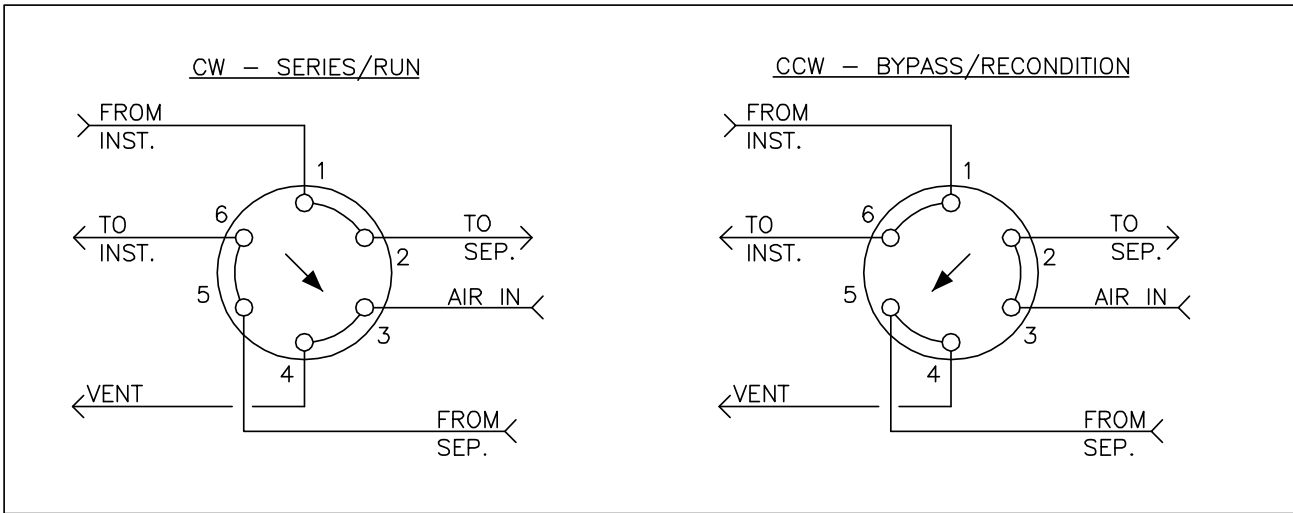 CW - SERIES/RUN
FROM
INST.
1
6
TO
INST.
TO
SEP.
2
5
AIR IN
3
4
VENT
FROM
SEP.
CCW - BYPASS/RECONDITION
FROM
INST.
1
6
TO
INST.
TO
SEP.
2
5
AIR IN
3
4
VENT
FROM
SEP.